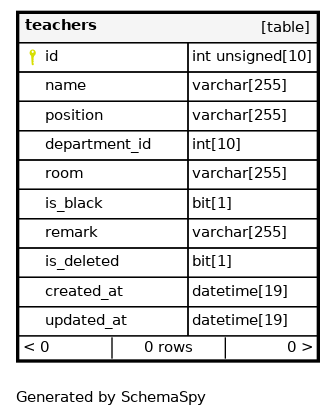 teachers [table]
id int unsigned[10]
name varchar[255]
position varchar[255]
department_id int[10]
room varchar[255]
is_black bit[1]
remark varchar[255]
is_deleted bit[1]
created_at datetime[19]
updated_at datetime[19]
< 0 0 rows 0 >
Generated by SchemaSpy